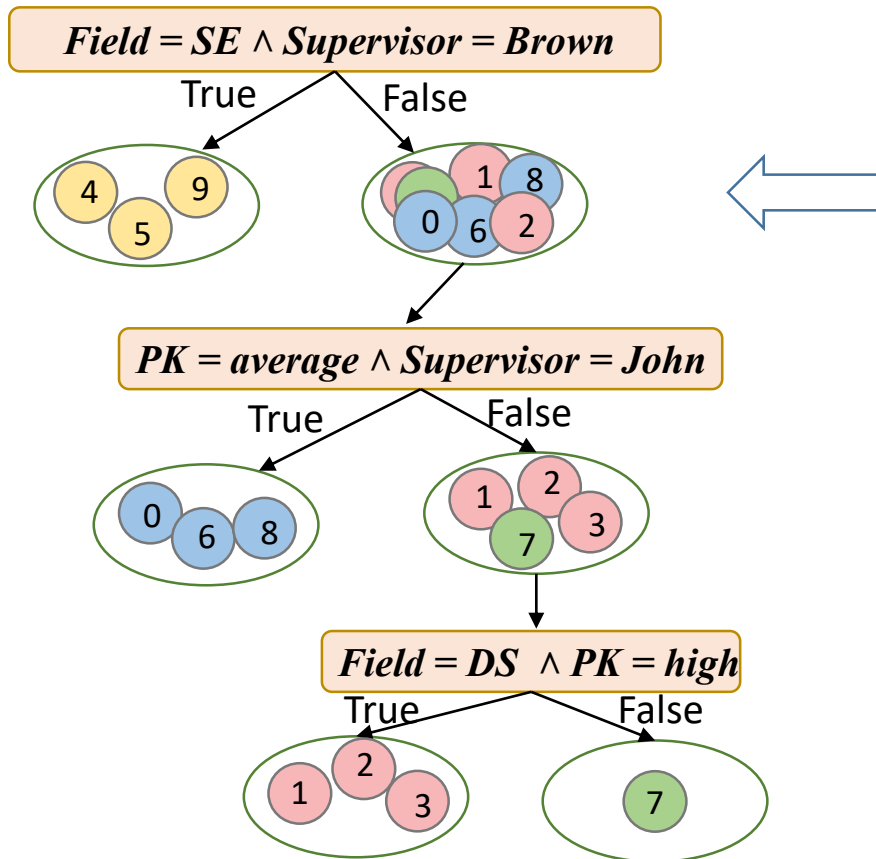 Field = SE ∧ Supervisor = Brown
True False
4 9 5
1 8 0 6 2
PK = average ∧ Supervisor = John
True False
0 6 8
1 2 3 7
Field = DS ∧ PK = high
True False
1 2 3
7